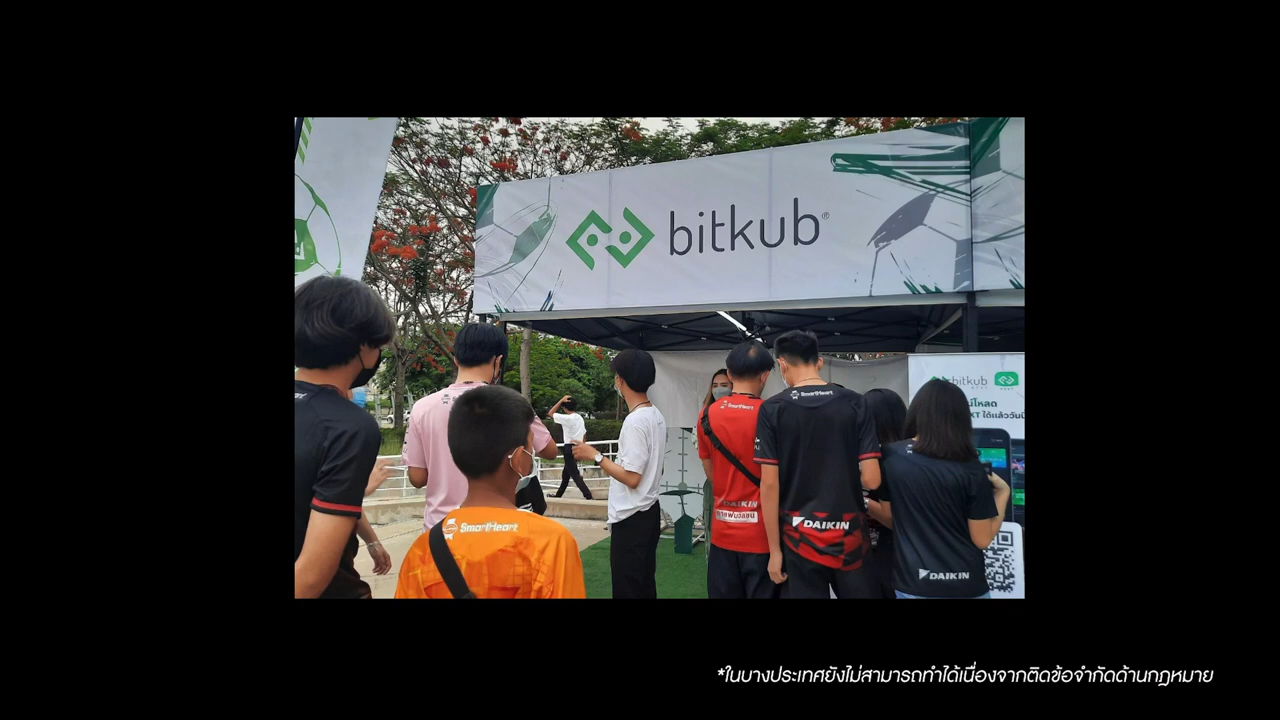 bitkub®
bitkub
NEXT
SmartHeart
SmartHeart
SmartHeart
DAIKIN
DAIKIN
DAIKIN
*ในบางประเทศยังไม่สามารถทำได้เนื่องจากติดข้อจำกัดด้านกฎหมาย